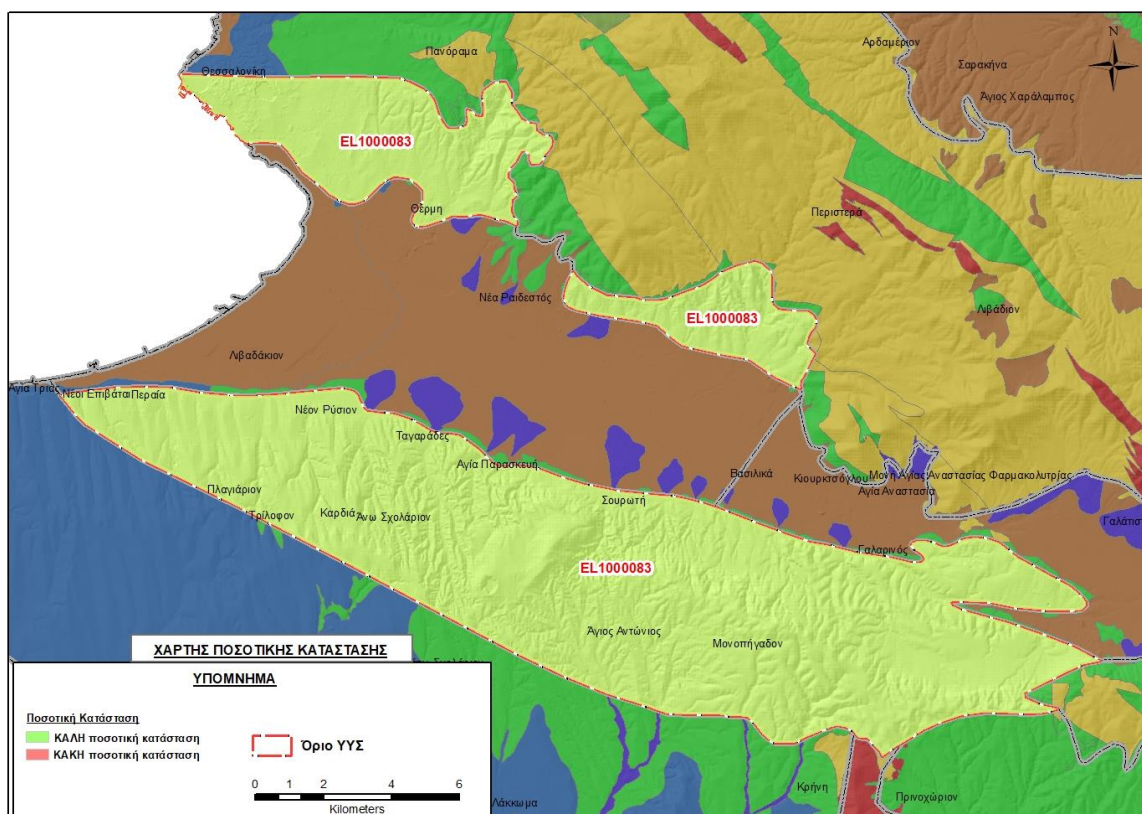 Αρδαμέριον
Πανόραμα
N
Σαρακήνα
Θεσσαλονίκη
Άγιος Χαράλαμπος
EL1000083
Θέρμη
Περιστερά
Νέα Ραιδεστός
Λιβάδιον
EL1000083
Λιβαδάκιον
Αγία Τριάς
Νέοι Επιβάται
Περαία
Νέον Ρύσιον
Ταγαράδες
Αγία Παρασκευή
Βασιλικά
Κιουρκτσόγλου
Μονή Αγίας Αναστασίας Φαρμακολυτρίας
Αγία Αναστασία
Πλαγιάριον
Σουρωτή
Τρίλοφον
Καρδιά
Άνω Σχολάριον
Γαλαρινός
EL1000083
Άγιος Αντώνιος
Μονοπήγαδον
ΧΑΡΤΗΣ ΠΟΣΟΤΙΚΗΣ ΚΑΤΑΣΤΑΣΗΣ
ΥΠΟΜΝΗΜΑ
Ποσοτική Κατάσταση
ΚΑΛΗ ποσοτική κατάσταση
ΚΑΚΗ ποσοτική κατάσταση
Όριο ΥΥΣ
0 1 2 4 6
Kilometers
Λάκκωμα
Κρήνη
Πρινοχώριον